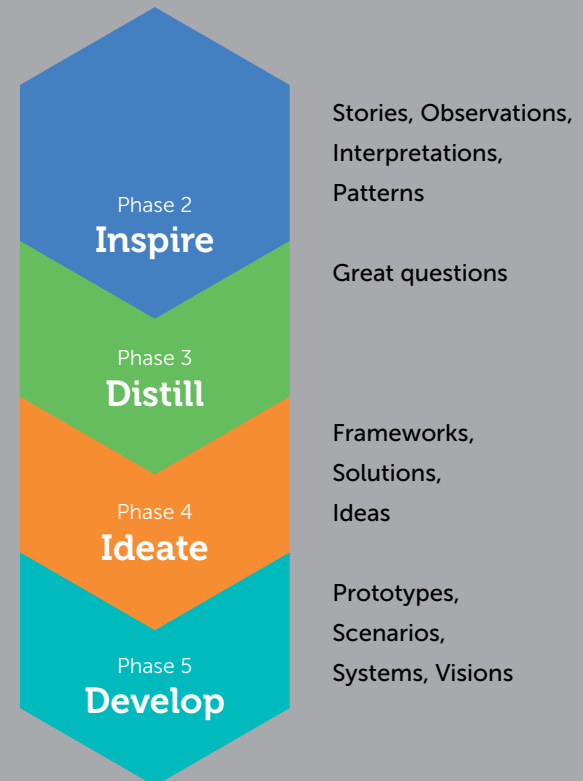 Stories, Observations,
Interpretations,
Patterns
Phase 2
Inspire
Great questions
Phase 3
Distill
Frameworks,
Solutions,
Ideas
Phase 4
Ideate
Prototypes,
Scenarios,
Systems, Visions
Phase 5
Develop